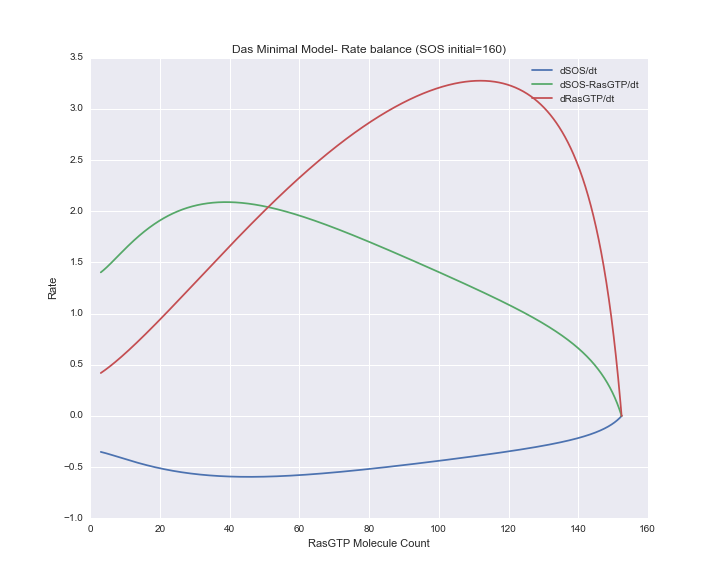 Das Minimal Model- Rate balance (SOS initial=160)
3.5
3.0
2.5
2.0
1.5
1.0
0.5
0.0
−0.5
−1.0
Rate
dSOS/dt
dSOS-RasGTP/dt
dRasGTP/dt
0 20 40 60 80 100 120 140 160
RasGTP Molecule Count